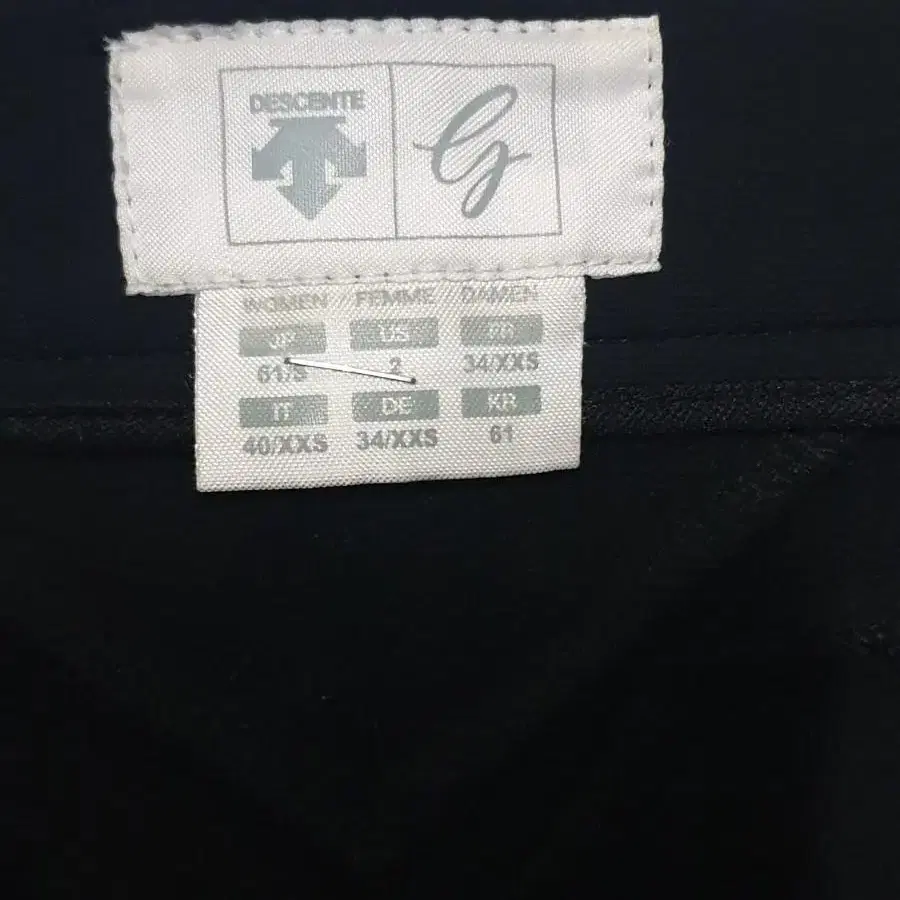 DESCENTE
G
WOMEN FEMME DAMEN
JP US FR
61/S 2 34/XXS
IT DE KR
40/XXS 34/XXS 61